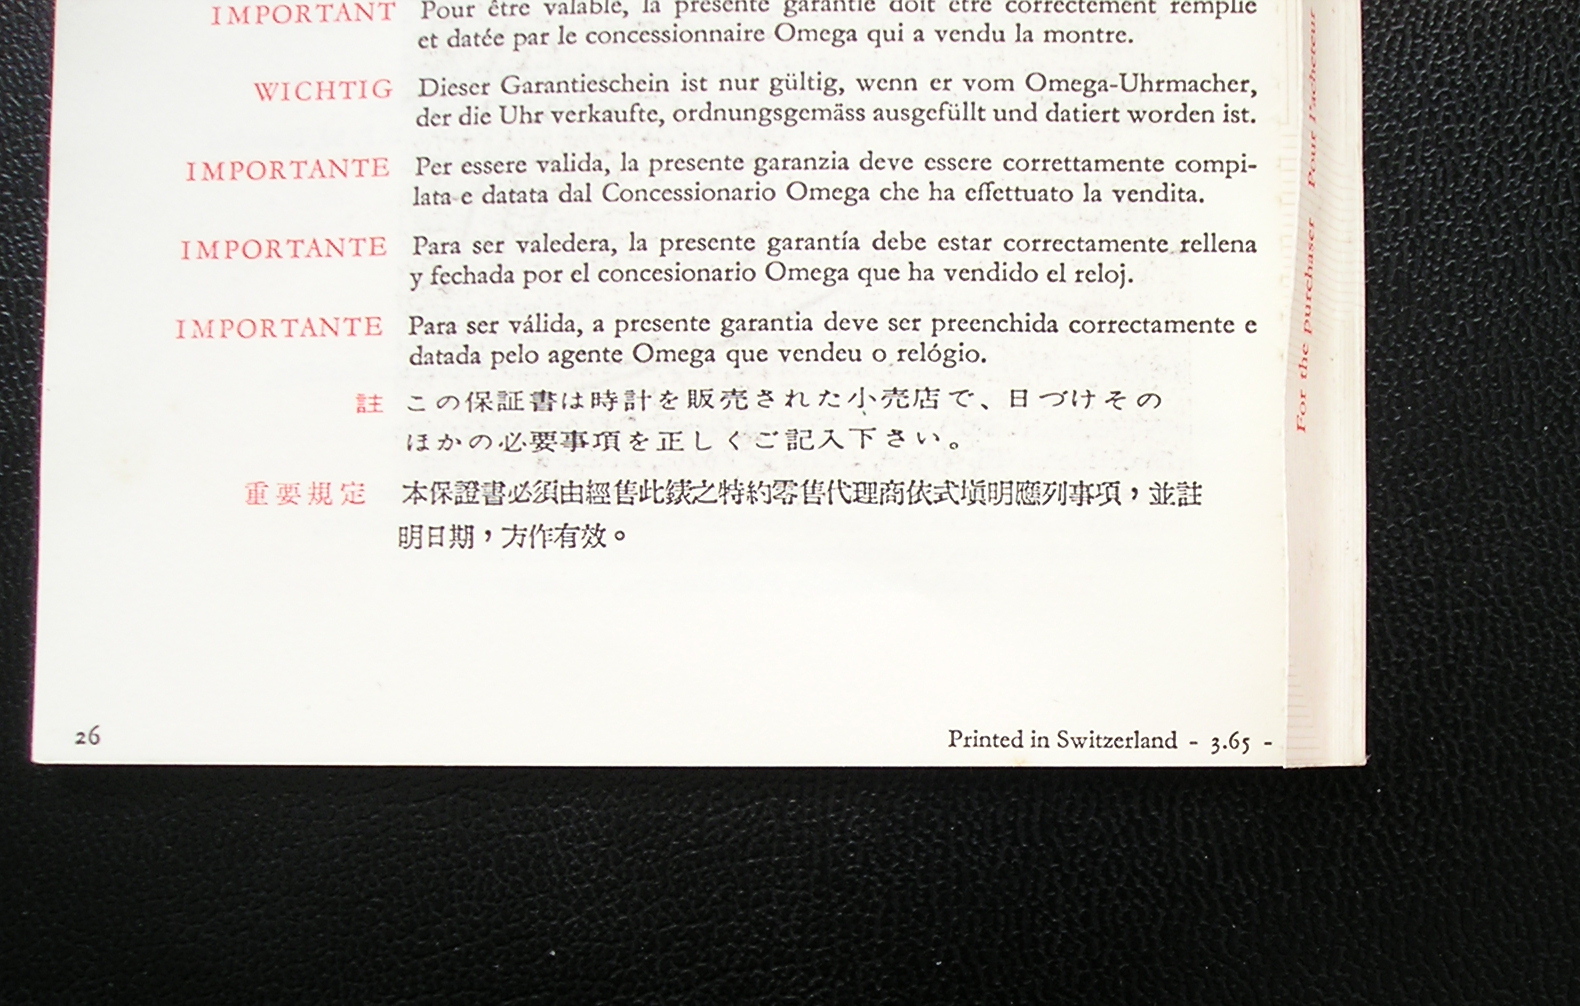 IMPORTANT Pour être valable, la présente garantie doit être correctement remplie
et datée par le concessionnaire Omega qui a vendu la montre.
WICHTIG Dieser Garantieschein ist nur gültig, wenn er vom Omega-Uhrmacher,
der die Uhr verkaufte, ordnungsgemäss ausgefüllt und datiert worden ist.
IMPORTANTE Per essere valida, la presente garanzia deve essere correttamente compi-
lata e datata dal Concessionario Omega che ha effettuato la vendita.
IMPORTANTE Para ser valedera, la presente garantía debe estar correctamente rellena
y fechada por el concesionario Omega que ha vendido el reloj.
IMPORTANTE Para ser válida, a presente garantia deve ser preenchida correctamente e
datada pelo agente Omega que vendeu o relógio.
註 この保証書は時計を販売された小売店で、日づけその
ほかの必要事項を正しくご記入下さい。
重要規定 本保證書必須由經售此錶之特約零售代理商依式塡明應列事項，並註
明日期，方作有效。
26 Printed in Switzerland - 3.65 -
For the purchaser Pour l'acheteur